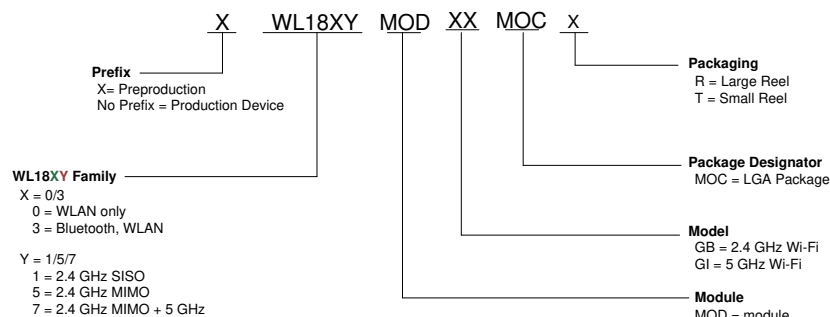 X WL18XY MOD XX MOC X
Prefix
X= Preproduction
No Prefix = Production Device
Packaging
R = Large Reel
T = Small Reel
WL18XY Family
X = 0/3
0 = WLAN only
3 = Bluetooth, WLAN
Y = 1/5/7
1 = 2.4 GHz SISO
5 = 2.4 GHz MIMO
7 = 2.4 GHz MIMO + 5 GHz
Package Designator
MOC = LGA Package
Model
GB = 2.4 GHz Wi-Fi
GI = 5 GHz Wi-Fi
Module
MOD = module